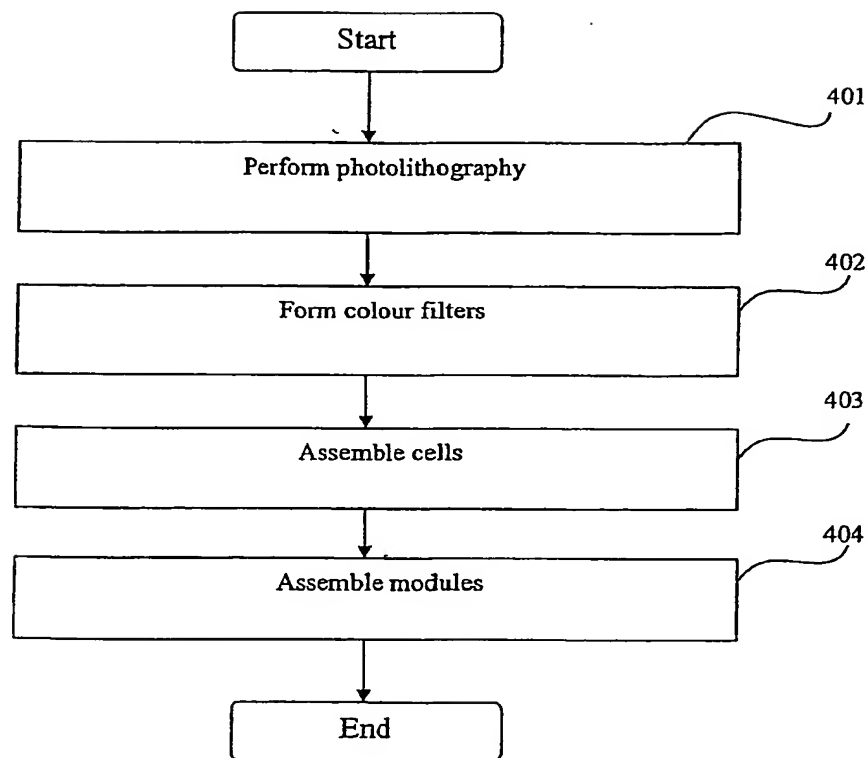 Start
401
Perform photolithography
402
Form colour filters
403
Assemble cells
404
Assemble modules
End